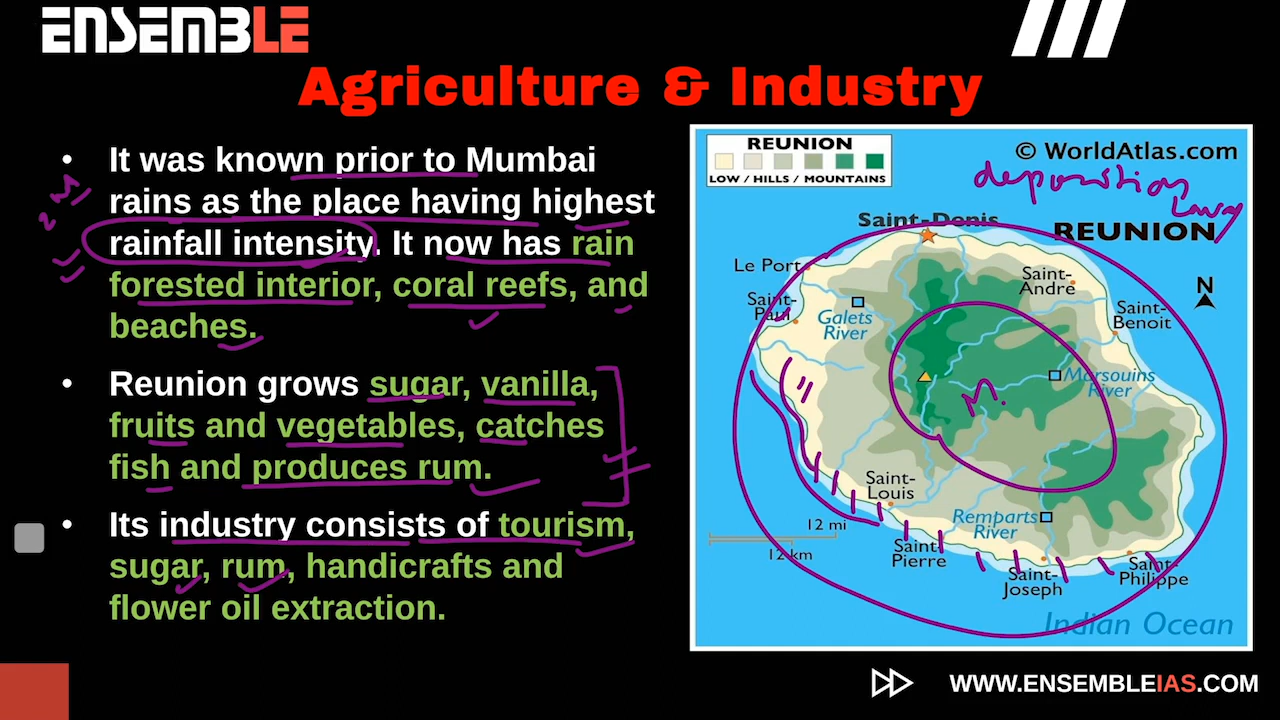 ENSEMBLE
Agriculture & Industry
• It was known prior to Mumbai
rains as the place having highest
rainfall intensity. It now has rain
forested interior, coral reefs, and
beaches.
• Reunion grows sugar, vanilla,
fruits and vegetables, catches
fish and produces rum.
• Its industry consists of tourism,
sugar, rum, handicrafts and
flower oil extraction.
REUNION
LOW / HILLS / MOUNTAINS
© WorldAtlas.com
deposition
REUNION
Saint-Denis
Le Port
Saint-
Andre
N
Saint-
Paul
Galets
River
Saint-
Benoit
Marsouins
River
M.
Saint-
Louis
Remparts
River
12 mi
12 km
Saint-
Pierre
Saint-
Joseph
Saint-
Philippe
Indian Ocean
WWW.ENSEMBLEIAS.COM